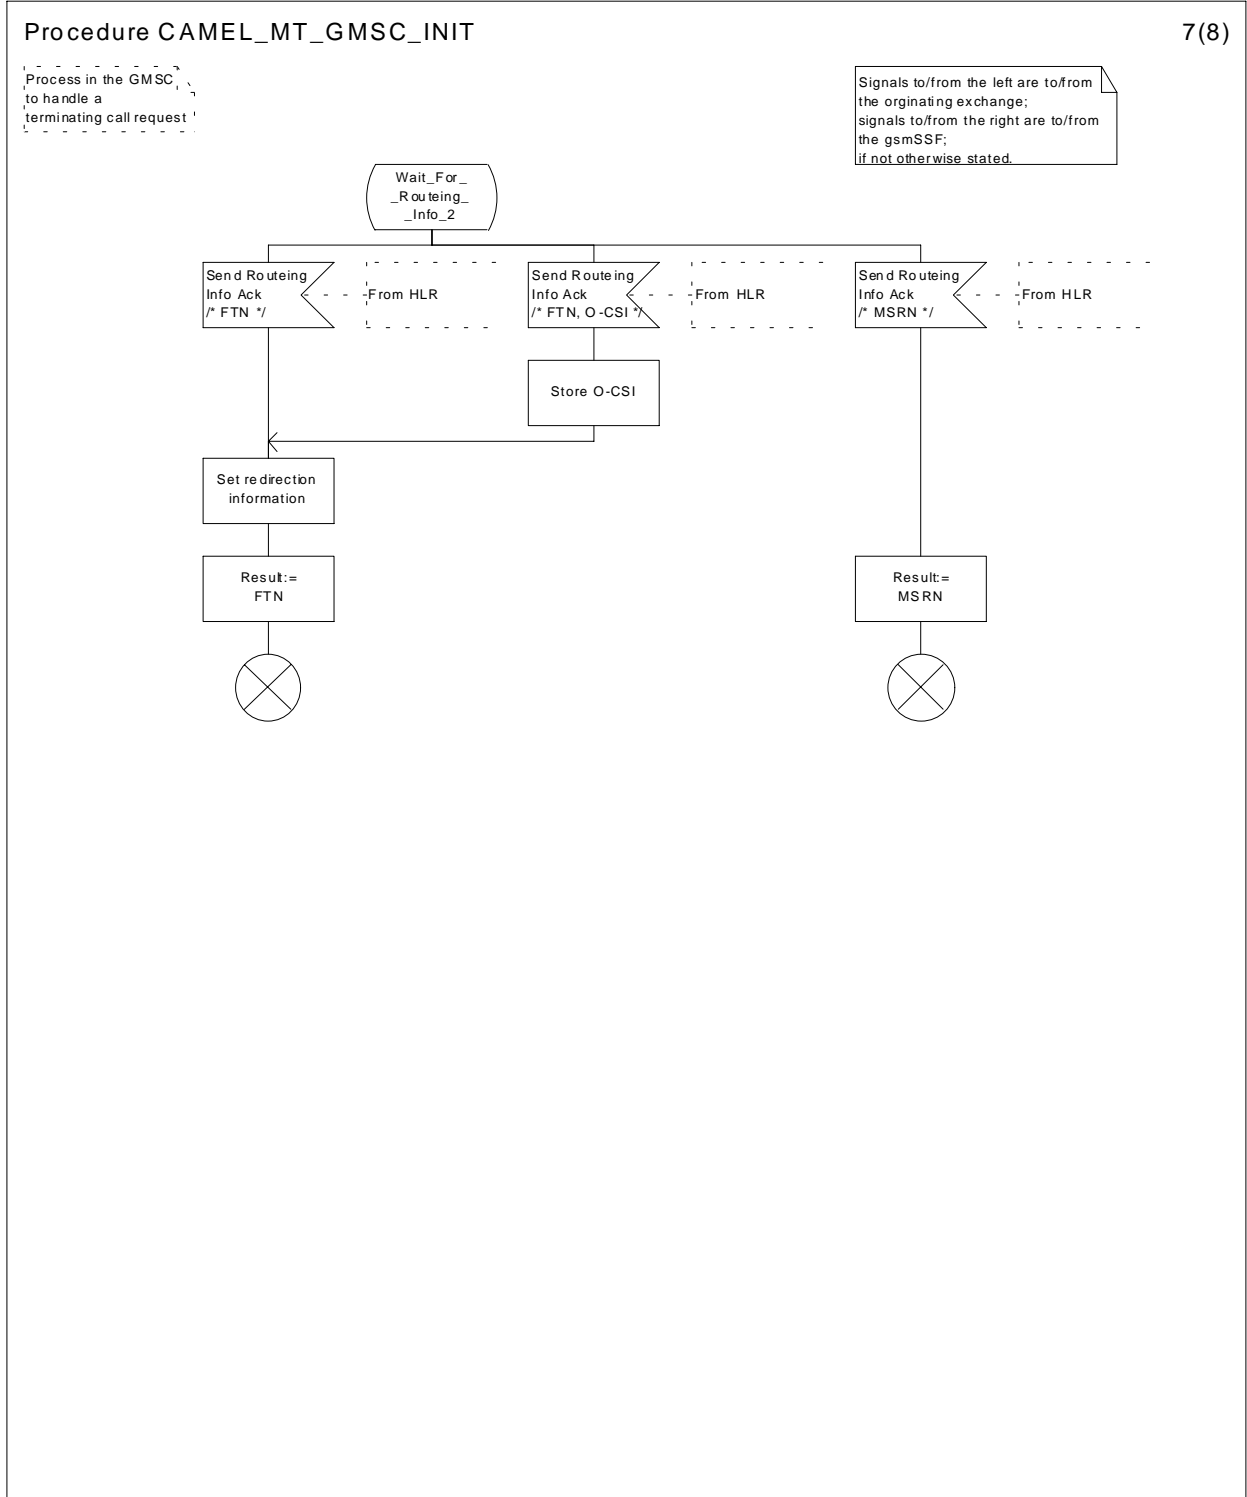 Procedure CAMEL_MT_GMSC_INIT
7(8)
Process in the GMSC
to handle a
terminating call request
Signals to/from the left are to/from
the orginating exchange;
signals to/from the right are to/from
the gsmSSF;
if not otherwise stated.
Wait_For_
_Routeing_
_Info_2
Send Routeing
Info Ack
/* FTN */
From HLR
Send Routeing
Info Ack
/* FTN, O-CSI */
From HLR
Send Routeing
Info Ack
/* MSRN */
From HLR
Store O-CSI
Set redirection
information
Result:=
FTN
Result:=
MSRN